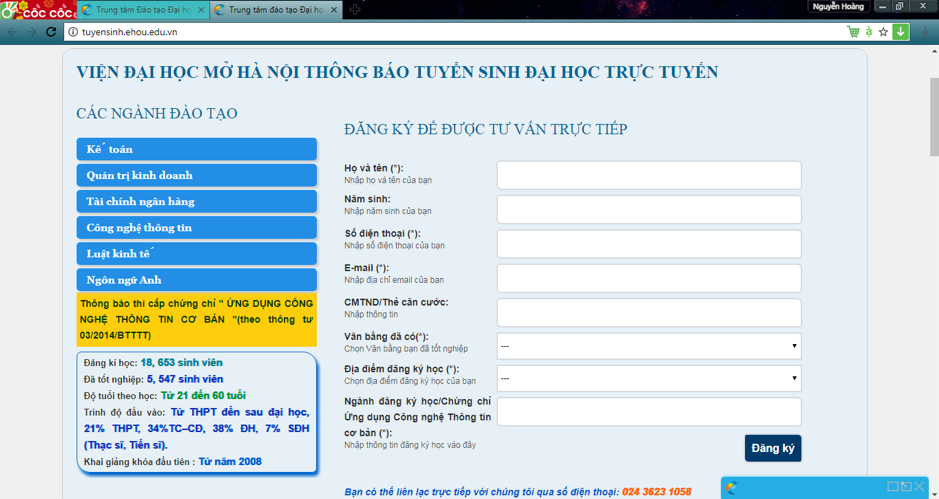 CỐC CỐC
Trung tâm Đào tạo Đại họ
Trung tâm đào tạo Đại họ
Nguyễn Hoàng
tuyensinh.ehou.edu.vn
VIỆN ĐẠI HỌC MỞ HÀ NỘI THÔNG BÁO TUYỂN SINH ĐẠI HỌC TRỰC TUYẾN
CÁC NGÀNH ĐÀO TẠO
Kế toán
Quản trị kinh doanh
Tài chính ngân hàng
Công nghệ thông tin
Luật kinh tế
Ngôn ngữ Anh
Thông báo thi cấp chứng chỉ " ỨNG DỤNG CÔNG
NGHỆ THÔNG TIN CƠ BẢN "(theo thông tư
03/2014/BTTTT)
Đăng kí học: 18, 653 sinh viên
Đã tốt nghiệp: 5, 547 sinh viên
Độ tuổi theo học: Từ 21 đến 60 tuổi
Trình độ đầu vào: Từ THPT đến sau đại học,
21% THPT, 34%TC–CĐ, 38% ĐH, 7% SĐH
(Thạc sĩ, Tiến sĩ).
Khai giảng khóa đầu tiên : Từ năm 2008
ĐĂNG KÝ ĐỂ ĐƯỢC TƯ VẤN TRỰC TIẾP
Họ và tên (*):
Nhập họ và tên của bạn
Năm sinh:
Nhập năm sinh của bạn
Số điện thoại (*):
Nhập số điện thoại của bạn
E-mail (*):
Nhập địa chỉ email của bạn
CMTND/Thẻ căn cước:
Nhập thông tin
Văn bằng đã có(*):
Chọn Văn bằng bạn đã tốt nghiệp
---
Địa điểm đăng ký học (*):
Chọn địa điểm đăng ký học của bạn
---
Ngành đăng ký học/Chứng chỉ
Ứng dụng Công nghệ Thông tin
cơ bản (*):
Nhập thông tin đăng ký học vào đây
Đăng ký
Bạn có thể liên lạc trực tiếp với chúng tôi qua số điện thoại: 024 3623 1058